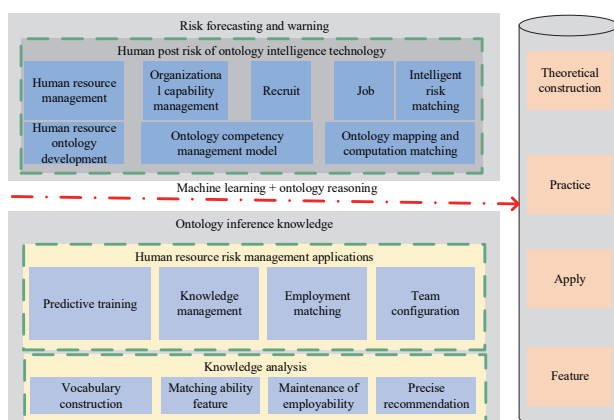 Risk forecasting and warning
Human post risk of ontology intelligence technology
Human resource
management
Organizationa
l capability
management
Recruit
Job
Intelligent
risk
matching
Human resource
ontology
development
Ontology competency
management model
Ontology mapping and
computation matching
Machine learning + ontology reasoning
Ontology inference knowledge
Human resource risk management applications
Predictive training
Knowledge
management
Employment
matching
Team
configuration
Knowledge analysis
Vocabulary
construction
Matching ability
feature
Maintenance of
employability
Precise
recommendation
Theoretical
construction
Practice
Apply
Feature